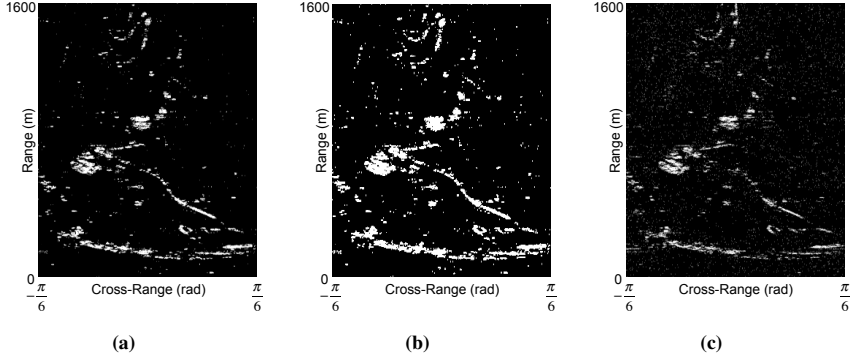 1600 1600 1600
Range (m) Range (m) Range (m)
0 0 0
Cross-Range (rad) Cross-Range (rad) Cross-Range (rad)
−π/6 π/6 −π/6 π/6 −π/6 π/6
(a) (b) (c)